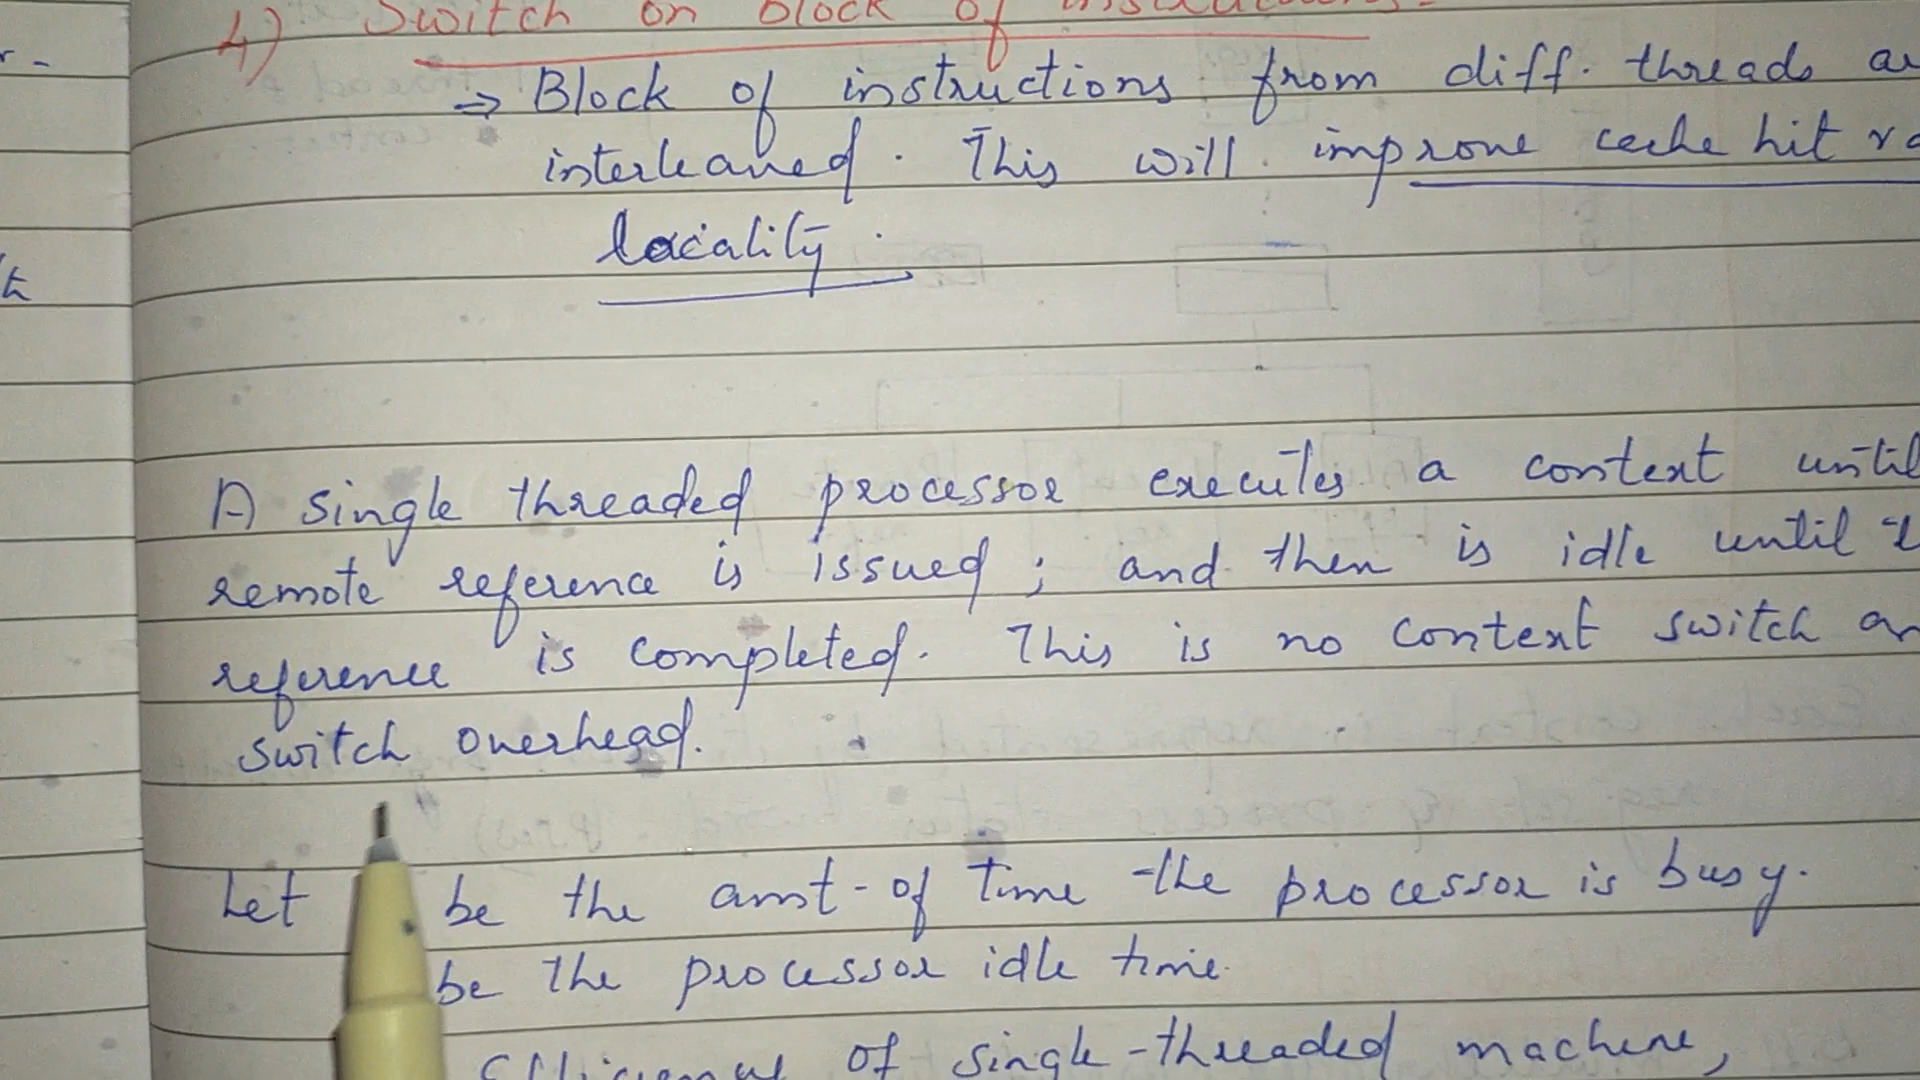 4) Switch on block of instructions.
⇒ Block of instructions from diff. threads
interleaved. This will improve cache hit
locality.
A single threaded processor executes a context until
remote reference is issued; and then is idle until
reference is completed. This is no context switch
switch overhead.
Let be the amt. of time the processor is busy.
be the processor idle time.
Efficiency of single-threaded machine,